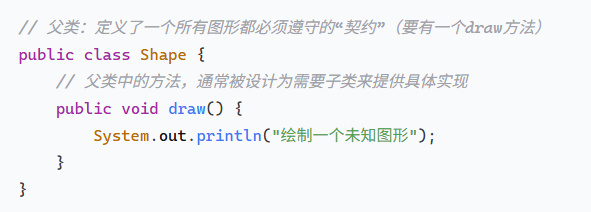 // 父类：定义了一个所有图形都必须遵守的“契约”（要有一个draw方法）
public class Shape {
    // 父类中的方法，通常被设计为需要子类来提供具体实现
    public void draw() {
        System.out.println("绘制一个未知图形");
    }
}